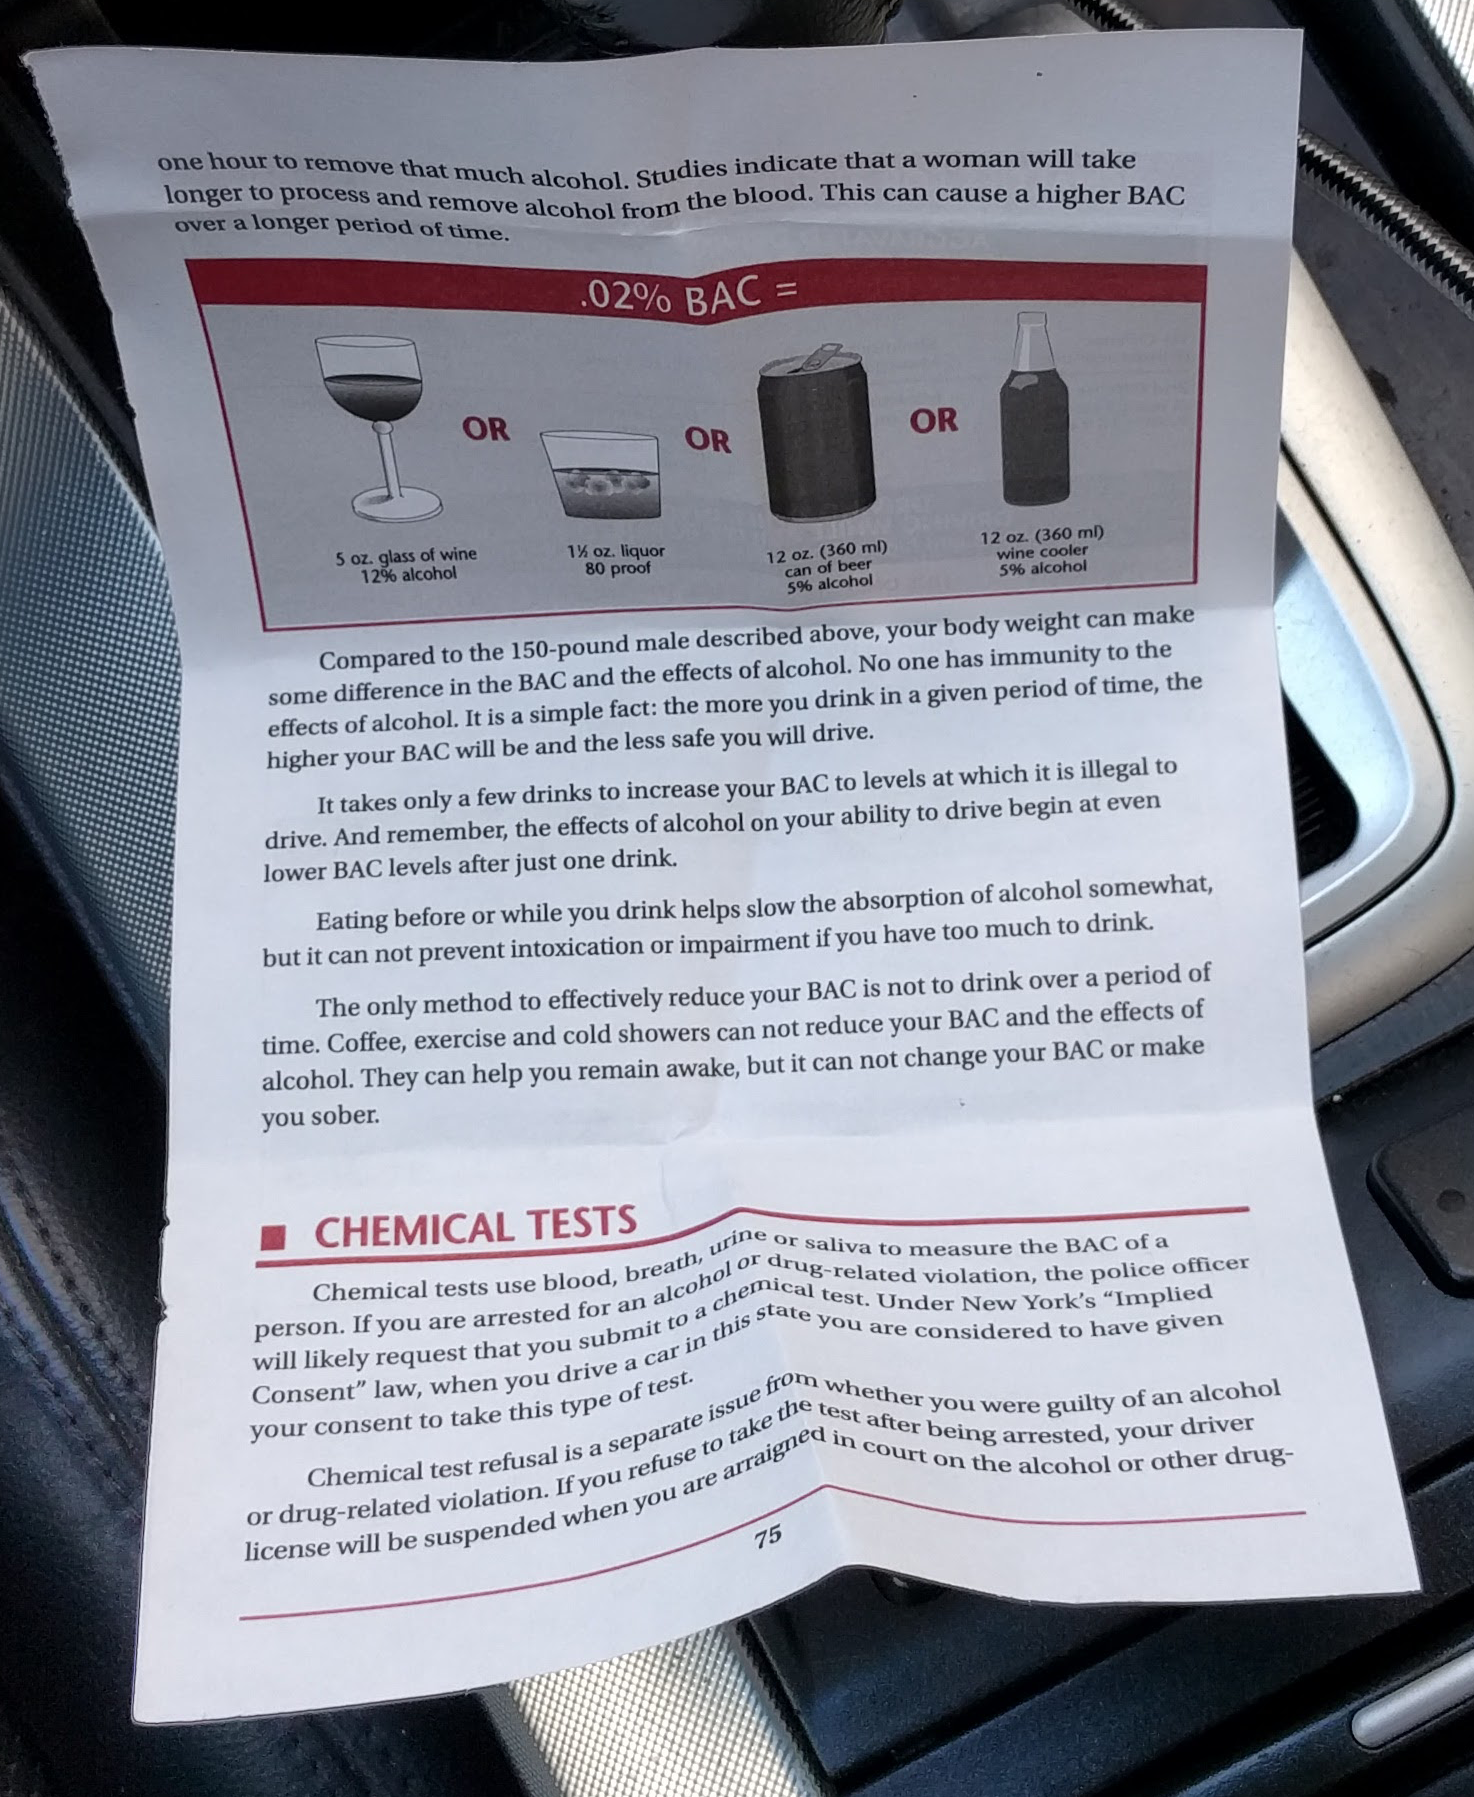 one hour to remove that much alcohol. Studies indicate that a woman will take
longer to process and remove alcohol from the blood. This can cause a higher BAC
over a longer period of time.
.02% BAC =
OR
OR
OR
5 oz. glass of wine
12% alcohol
1½ oz. liquor
80 proof
12 oz. (360 ml)
can of beer
5% alcohol
12 oz. (360 ml)
wine cooler
5% alcohol
Compared to the 150-pound male described above, your body weight can make
some difference in the BAC and the effects of alcohol. No one has immunity to the
effects of alcohol. It is a simple fact: the more you drink in a given period of time, the
higher your BAC will be and the less safe you will drive.
It takes only a few drinks to increase your BAC to levels at which it is illegal to
drive. And remember, the effects of alcohol on your ability to drive begin at even
lower BAC levels after just one drink.
Eating before or while you drink helps slow the absorption of alcohol somewhat,
but it can not prevent intoxication or impairment if you have too much to drink.
The only method to effectively reduce your BAC is not to drink over a period of
time. Coffee, exercise and cold showers can not reduce your BAC and the effects of
alcohol. They can help you remain awake, but it can not change your BAC or make
you sober.
CHEMICAL TESTS
Chemical tests use blood, breath, urine or saliva to measure the BAC of a
person. If you are arrested for an alcohol or drug-related violation, the police officer
will likely request that you submit to a chemical test. Under New York's “Implied
Consent” law, when you drive a car in this state you are considered to have given
your consent to take this type of test.
Chemical test refusal is a separate issue from whether you were guilty of an alcohol
or drug-related violation. If you refuse to take the test after being arrested, your driver
license will be suspended when you are arraigned in court on the alcohol or other drug-
75